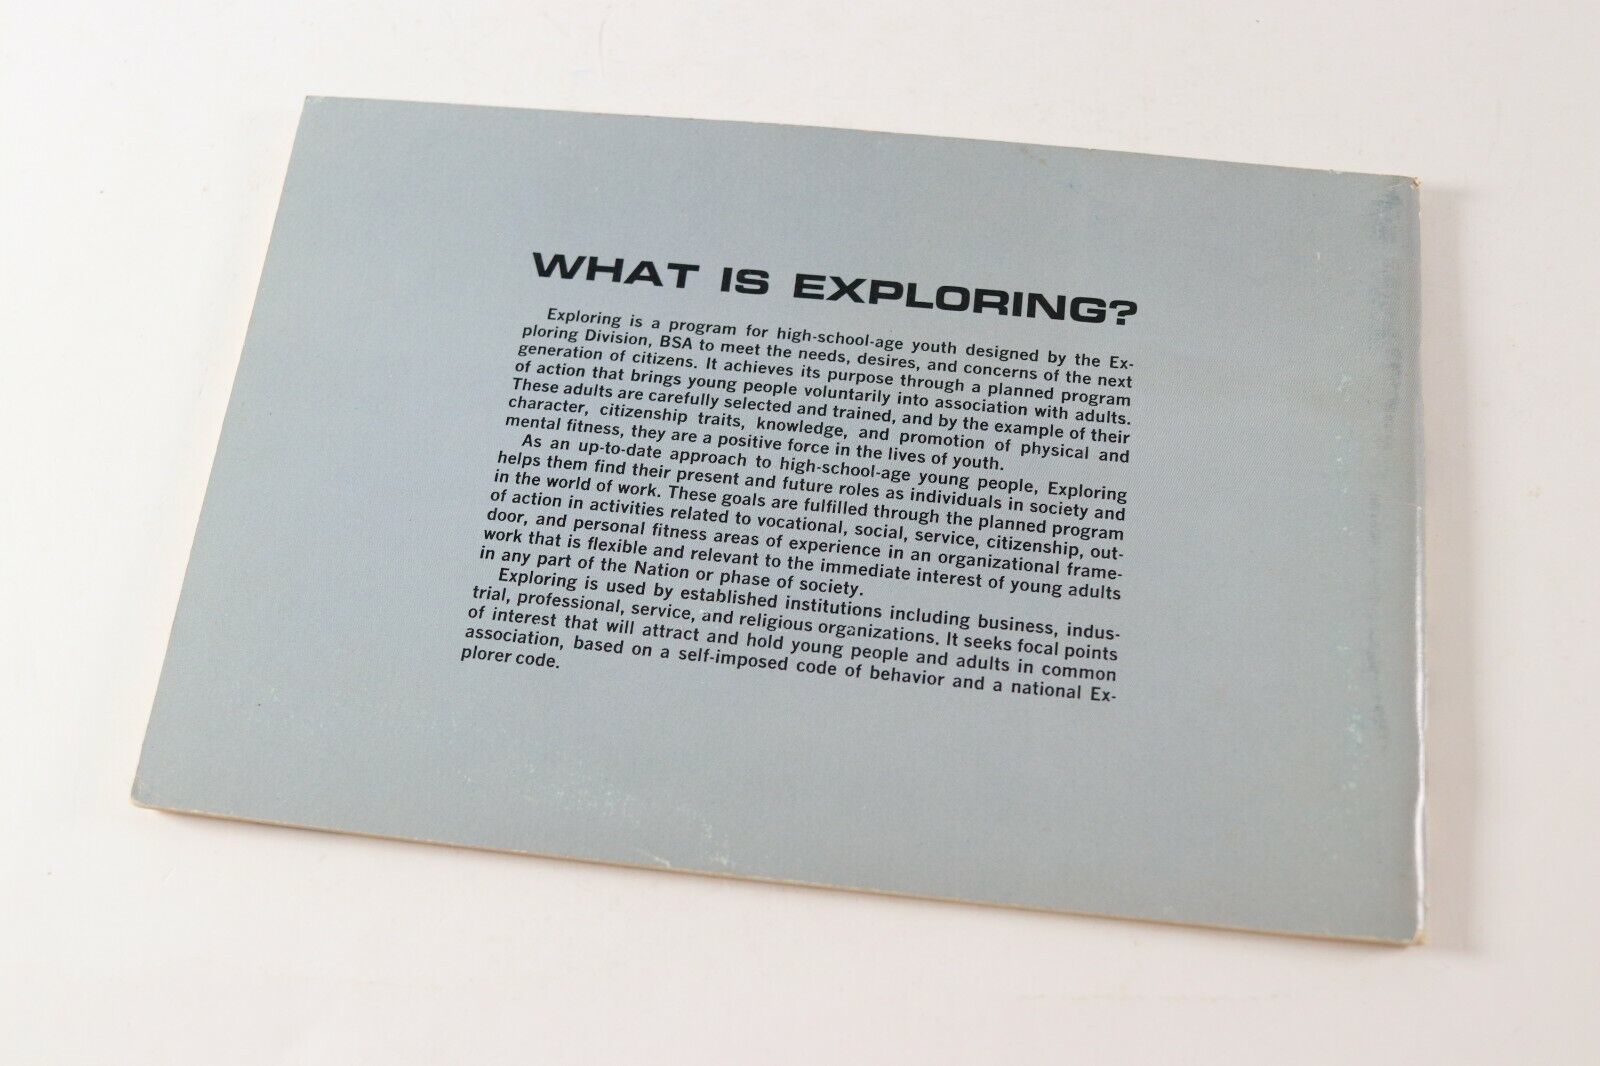 WHAT IS EXPLORING?
Exploring is a program for high-school-age youth designed by the Ex-
ploring Division, BSA to meet the needs, desires, and concerns of the next
generation of citizens. It achieves its purpose through a planned program
of action that brings young people voluntarily into association with adults.
These adults are carefully selected and trained, and by the example of their
character, citizenship traits, knowledge, and promotion of physical and
mental fitness, they are a positive force in the lives of youth.
As an up-to-date approach to high-school-age young people, Exploring
helps them find their present and future roles as individuals in society and
in the world of work. These goals are fulfilled through the planned program
of action in activities related to vocational, social, service, citizenship, out-
door, and personal fitness areas of experience in an organizational frame-
work that is flexible and relevant to the immediate interest of young adults
in any part of the Nation or phase of society.
Exploring is used by established institutions including business, indus-
trial, professional, service, and religious organizations. It seeks focal points
of interest that will attract and hold young people and adults in common
association, based on a self-imposed code of behavior and a national Ex-
plorer code.